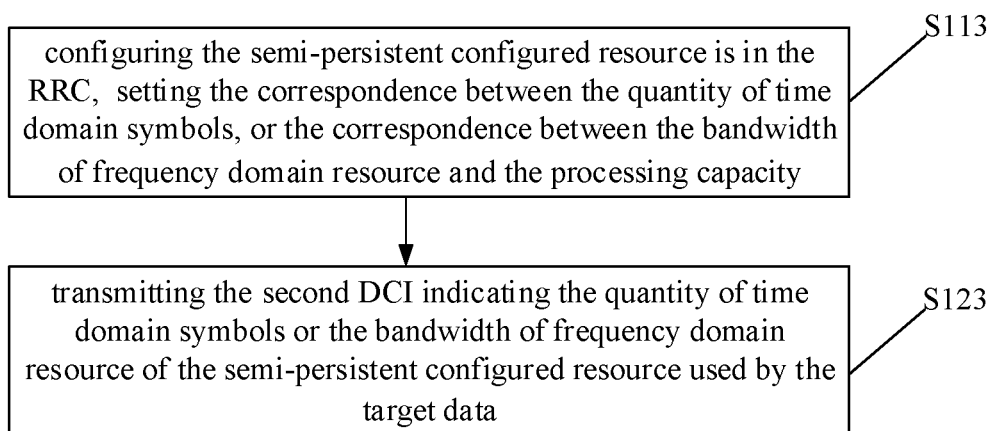 S113
configuring the semi-persistent configured resource is in the
RRC, setting the correspondence between the quantity of time
domain symbols, or the correspondence between the bandwidth
of frequency domain resource and the processing capacity
S123
transmitting the second DCI indicating the quantity of time
domain symbols or the bandwidth of frequency domain
resource of the semi-persistent configured resource used by the
target data